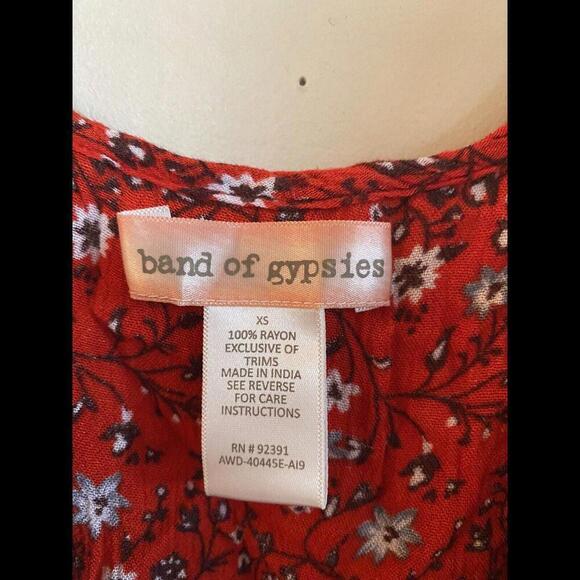 band of gypsies
XS
100% RAYON
EXCLUSIVE OF
TRIMS
MADE IN INDIA
SEE REVERSE
FOR CARE
INSTRUCTIONS
RN # 92391
AWD-40445E-AI9